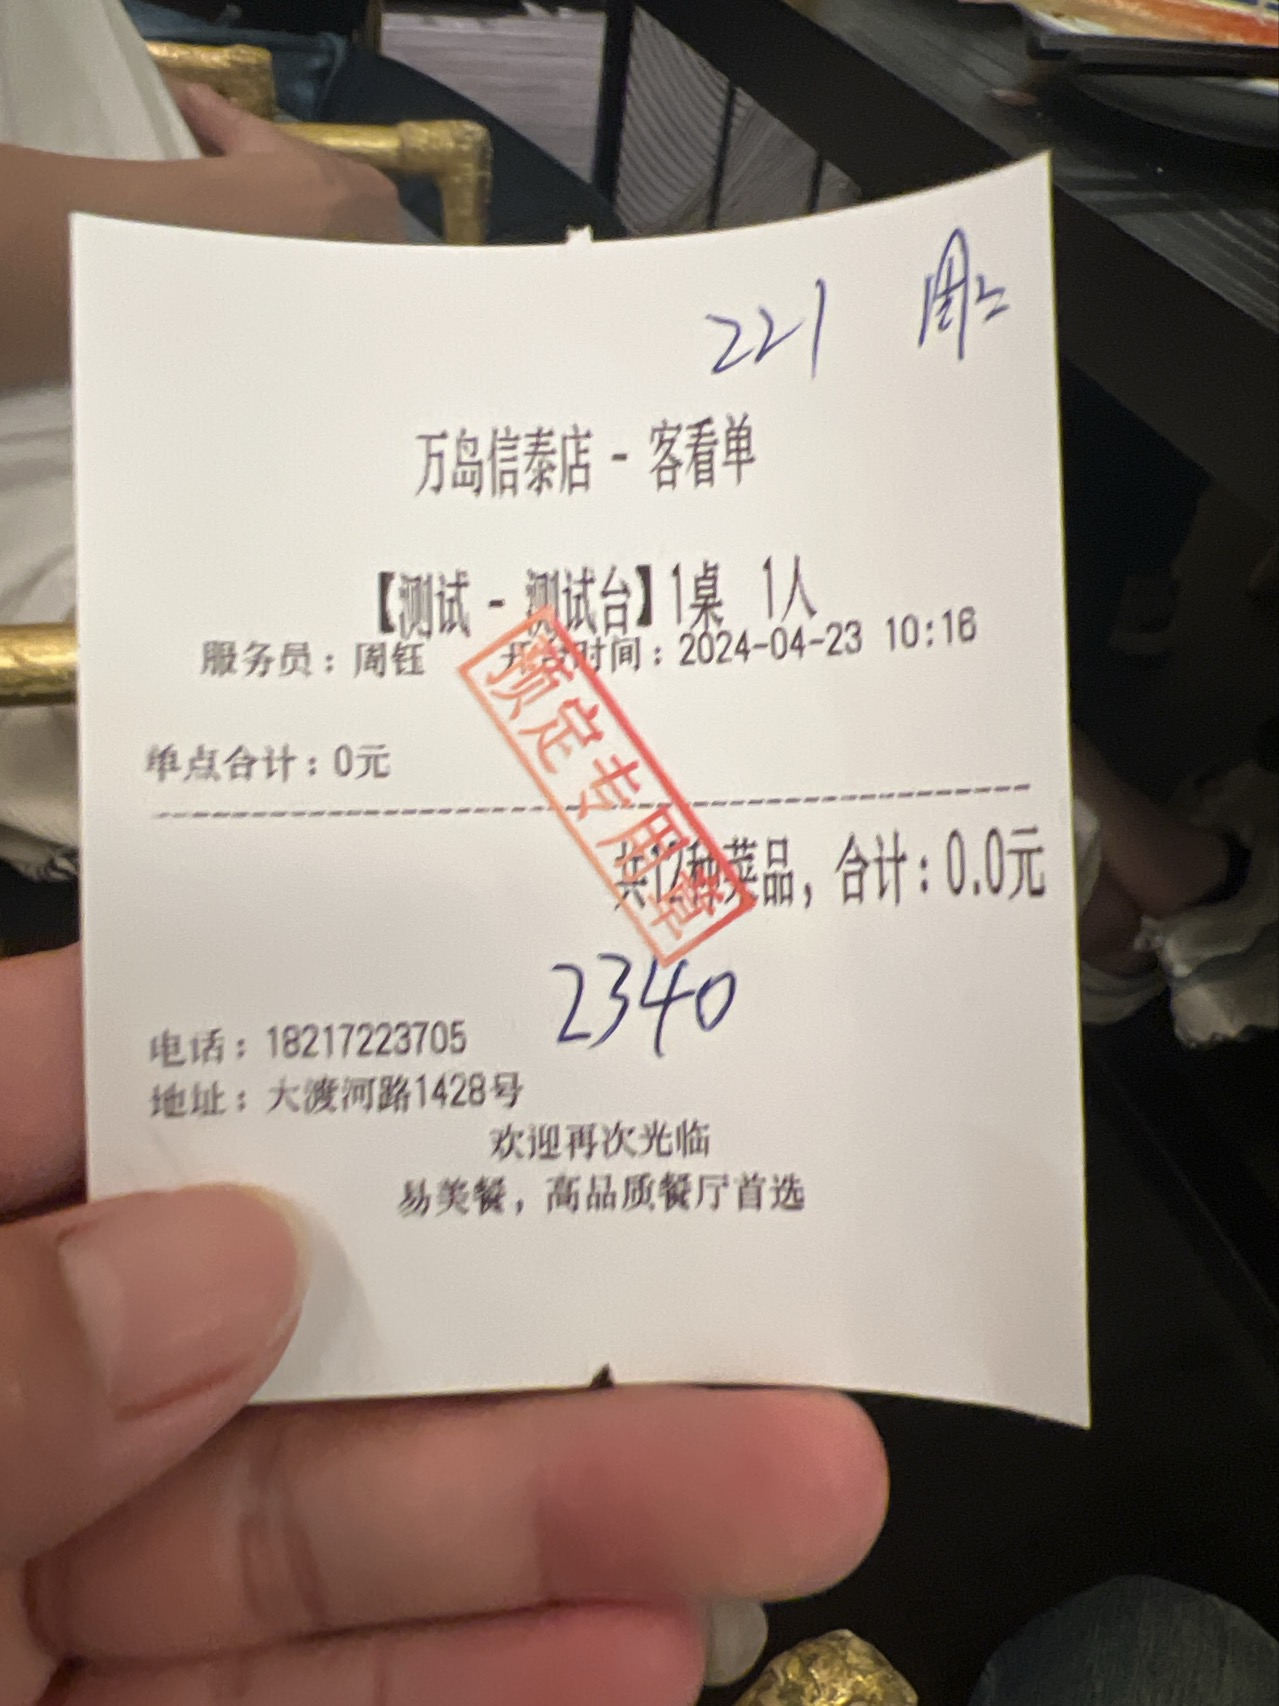 221 周上
万岛信泰店 - 客看单
【测试 - 测试台】1桌 1人
服务员：周钰 开台时间：2024-04-23 10:16
预定专用章
单点合计：0元
共12种菜品，合计：0.0元
2340
电话：18217223705
地址：大渡河路1428号
欢迎再次光临
易美餐，高品质餐厅首选